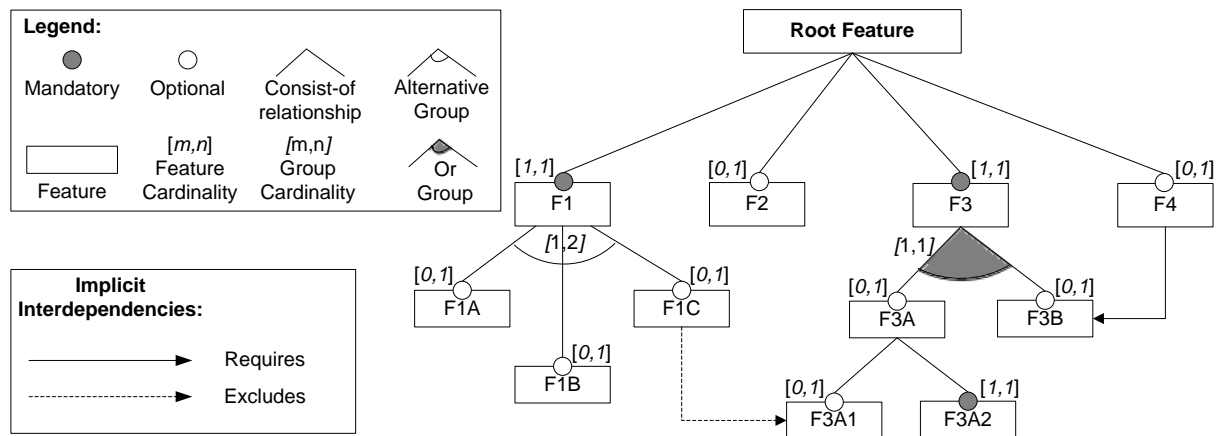 Legend:
Mandatory
Optional
Consist-of
relationship
Alternative
Group
Feature
[m,n]
Feature
Cardinality
[m,n]
Group
Cardinality
Or
Group
Implicit
Interdependencies:
Requires
Excludes
Root Feature
[1,1]
F1
[0,1]
F2
[1,1]
F3
[0,1]
F4
[1,2]
[1,1]
[0,1]
F1A
[0,1]
F1C
[0,1]
F3A
[0,1]
F3B
[0,1]
F1B
[0,1]
F3A1
[1,1]
F3A2